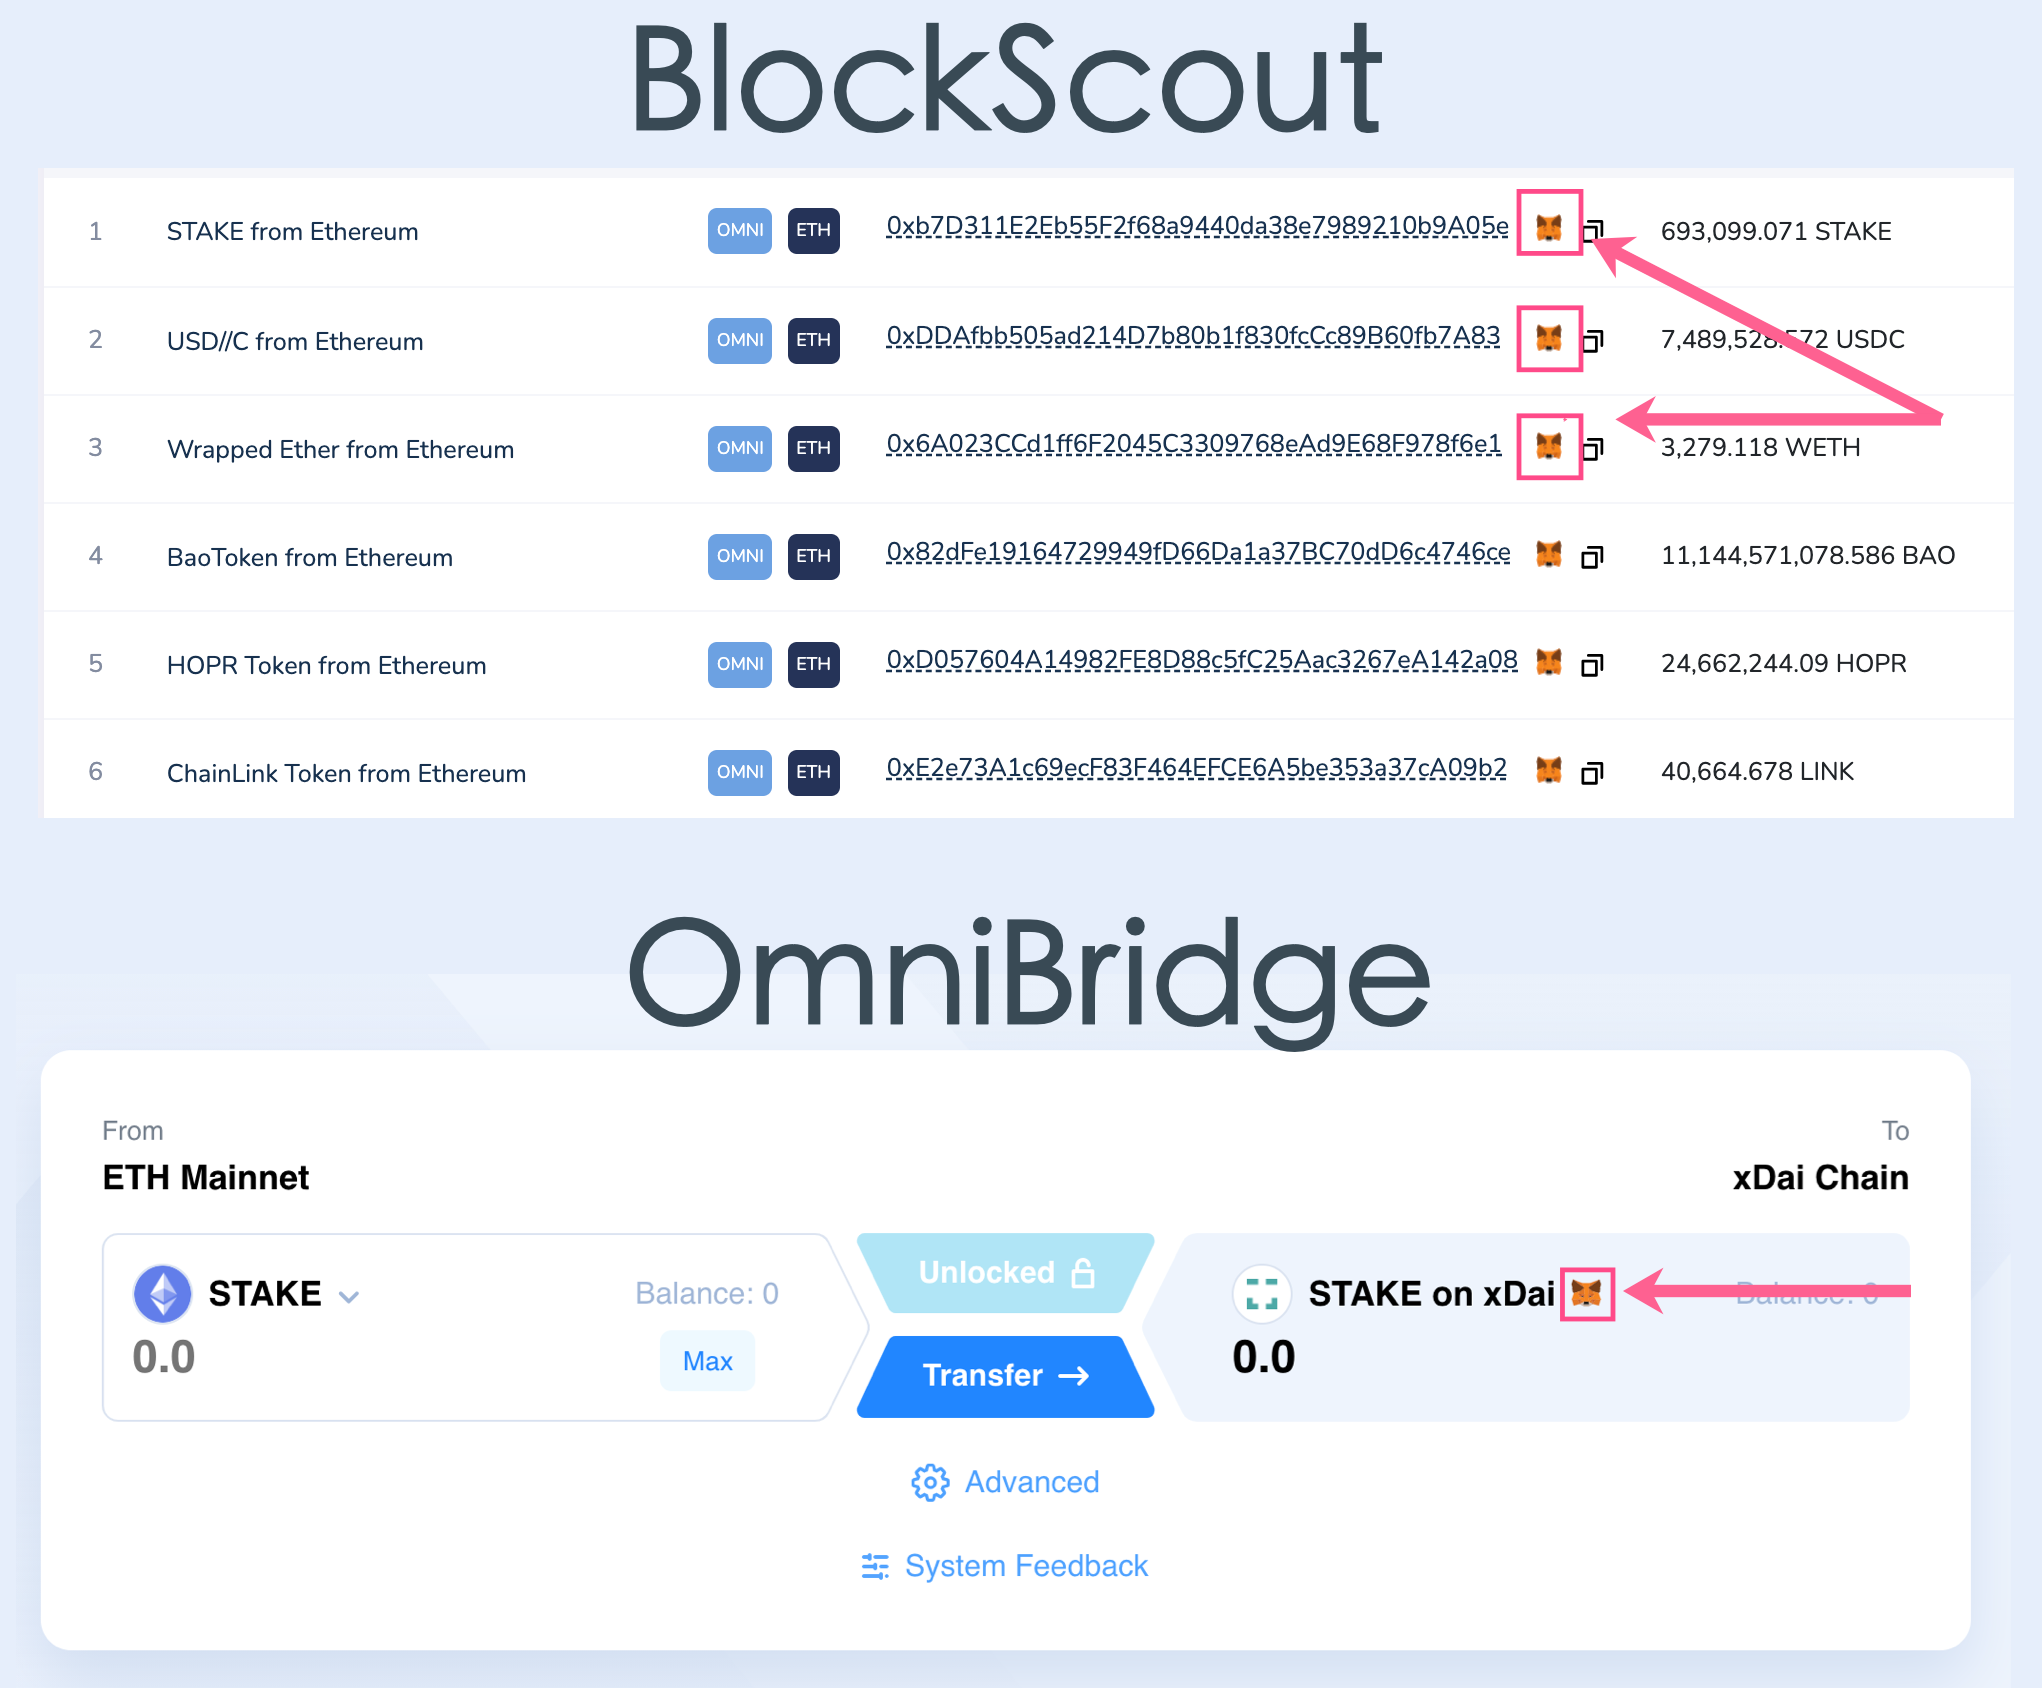 BlockScout
1 STAKE from Ethereum OMNI ETH 0xb7D311E2Eb55F2f68a9440da38e7989210b9A05e 693,099.071 STAKE
2 USD//C from Ethereum OMNI ETH 0xDDAfbb505ad214D7b80b1f830fcCc89B60fb7A83 7,489,528.572 USDC
3 Wrapped Ether from Ethereum OMNI ETH 0x6A023CCd1ff6F2045C3309768eAd9E68F978f6e1 3,279.118 WETH
4 BaoToken from Ethereum OMNI ETH 0x82dFe19164729949fD66Da1a37BC70dD6c4746ce 11,144,571,078.586 BAO
5 HOPR Token from Ethereum OMNI ETH 0xD057604A14982FE8D88c5fC25Aac3267eA142a08 24,662,244.09 HOPR
6 ChainLink Token from Ethereum OMNI ETH 0xE2e73A1c69ecF83F464EFCE6A5be353a37cA09b2 40,664.678 LINK
OmniBridge
From To
ETH Mainnet xDai Chain
STAKE Balance: 0 Unlocked STAKE on xDai Balance: 0
0.0 Max Transfer → 0.0
Advanced
System Feedback